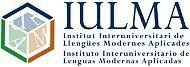 IULMA
Institut Interuniversitari de
Llengües Modernes Aplicades
Instituto Interuniversitario de
Lenguas Modernas Aplicadas